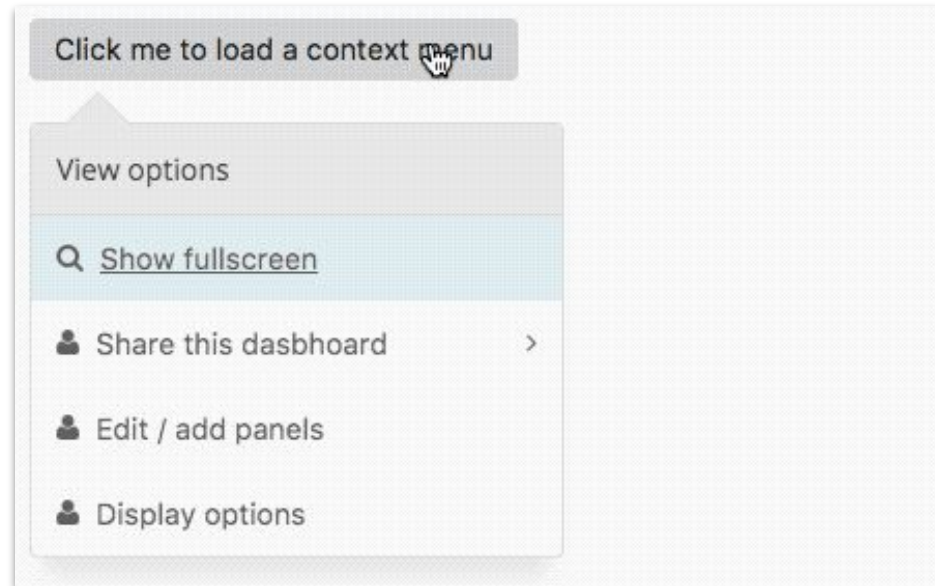 Click me to load a context menu
View options
Show fullscreen
Share this dasbhoard
Edit / add panels
Display options